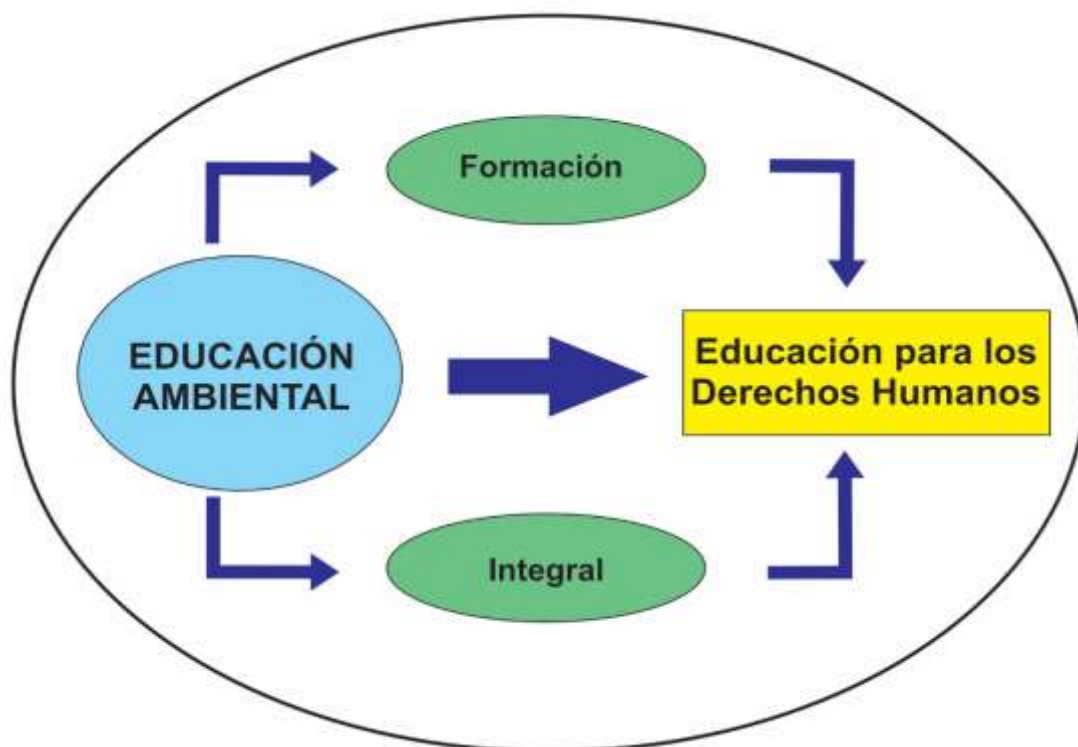 Formación
EDUCACIÓN
AMBIENTAL
Educación para los
Derechos Humanos
Integral